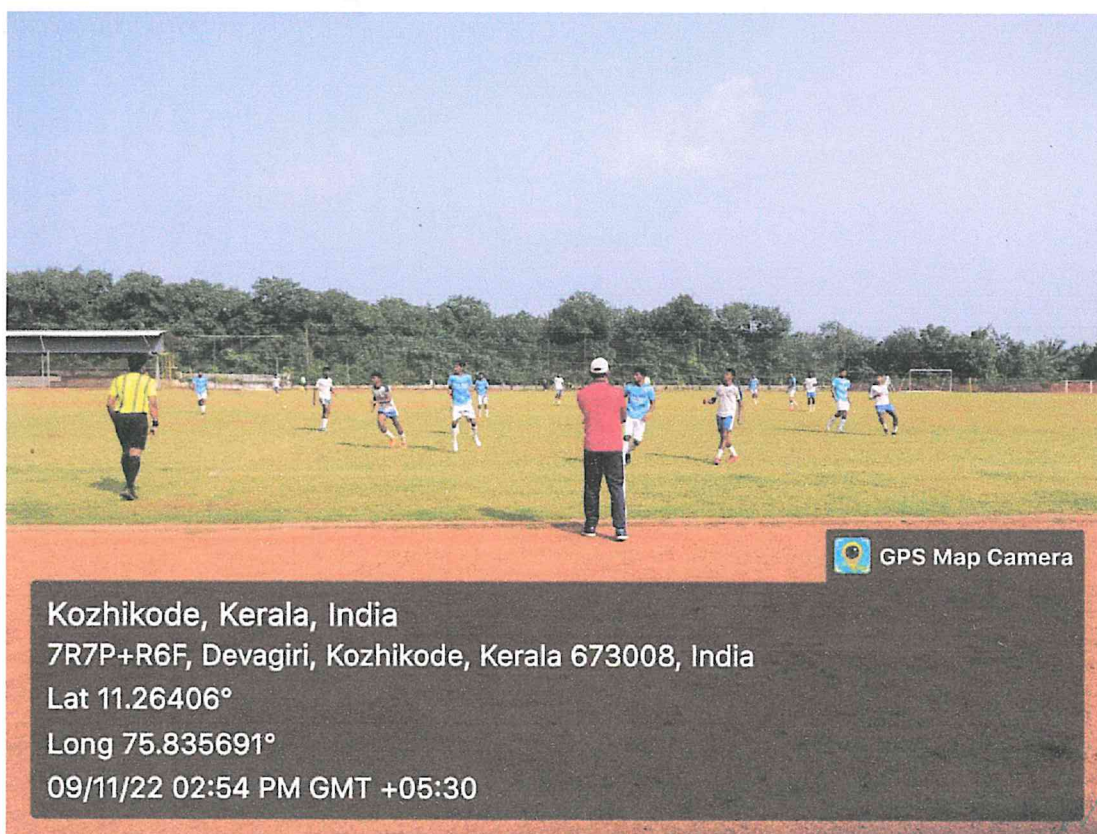 GPS Map Camera
Kozhikode, Kerala, India
7R7P+R6F, Devagiri, Kozhikode, Kerala 673008, India
Lat 11.26406°
Long 75.835691°
09/11/22 02:54 PM GMT +05:30